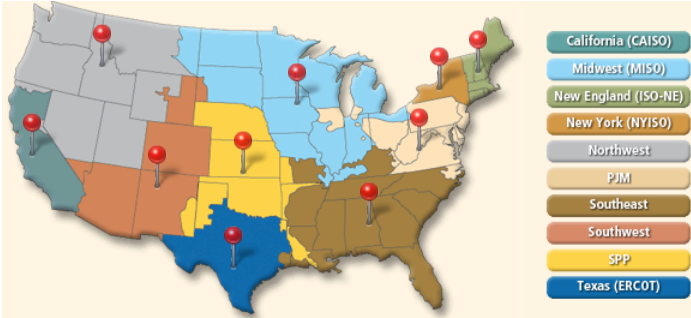 California (CAISO)
Midwest (MISO)
New England (ISO-NE)
New York (NYISO)
Northwest
PJM
Southeast
Southwest
SPP
Texas (ERCOT)